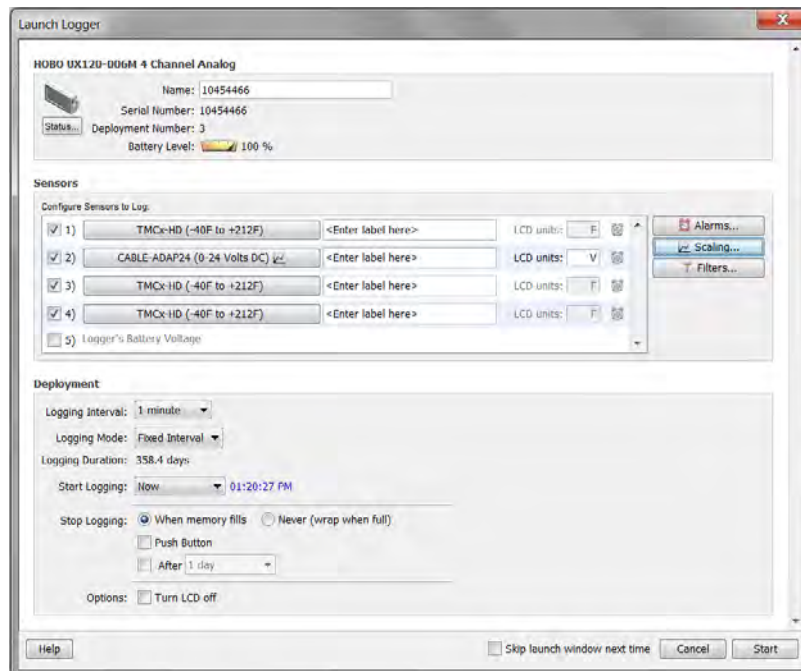 Launch Logger
HOBO UX120-006M 4 Channel Analog
Name: 10454466
Serial Number: 10454466
Status... Deployment Number: 3
Battery Level: 100 %
Sensors
Configure Sensors to Log:
1) TMCx-HD (-40F to +212F) <Enter label here> LCD units: F Alarms...
2) CABLE-ADAP24 (0-24 Volts DC) <Enter label here> LCD units: V Scaling...
3) TMCx-HD (-40F to +212F) <Enter label here> LCD units: F Filters...
4) TMCx-HD (-40F to +212F) <Enter label here> LCD units: F
5) Logger's Battery Voltage
Deployment
Logging Interval: 1 minute
Logging Mode: Fixed Interval
Logging Duration: 358.4 days
Start Logging: Now 01:20:27 PM
Stop Logging: When memory fills Never (wrap when full)
Push Button
After 1 day
Options: Turn LCD off
Help Skip launch window next time Cancel Start